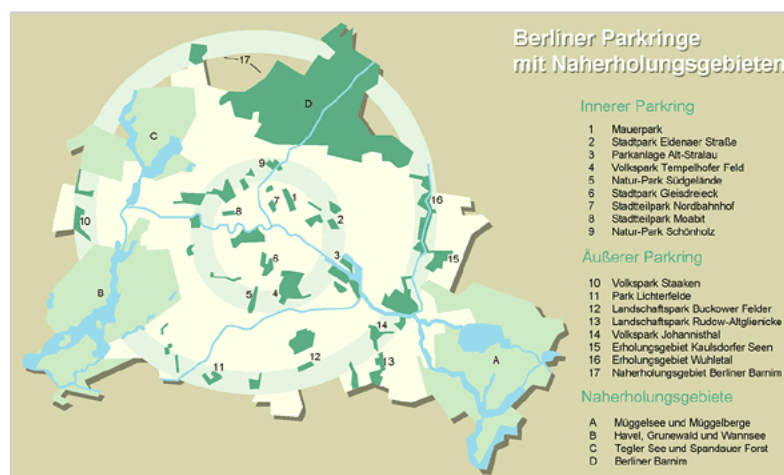 Berliner Parkringe
mit Naherholungsgebieten
Innerer Parkring
1 Mauerpark
2 Stadtpark Eldenaer Straße
3 Parkanlage Alt-Stralau
4 Volkspark Tempelhofer Feld
5 Natur-Park Südgelände
6 Stadtpark Gleisdreieck
7 Stadtteilpark Nordbahnhof
8 Stadtteilpark Moabit
9 Natur-Park Schönholz
Äußerer Parkring
10 Volkspark Staaken
11 Park Lichterfelde
12 Landschaftspark Buckower Felder
13 Landschaftspark Rudow-Altglienicke
14 Volkspark Johannisthal
15 Erholungsgebiet Kaulsdorfer Seen
16 Erholungsgebiet Wuhletal
17 Naherholungsgebiet Berliner Barnim
Naherholungsgebiete
A Müggelsee und Müggelberge
B Havel, Grunewald und Wannsee
C Tegler See und Spandauer Forst
D Berliner Barnim
17
D
C
9
7
1
16
10
8
2
6
3
15
B
5
4
14
A
11
12
13